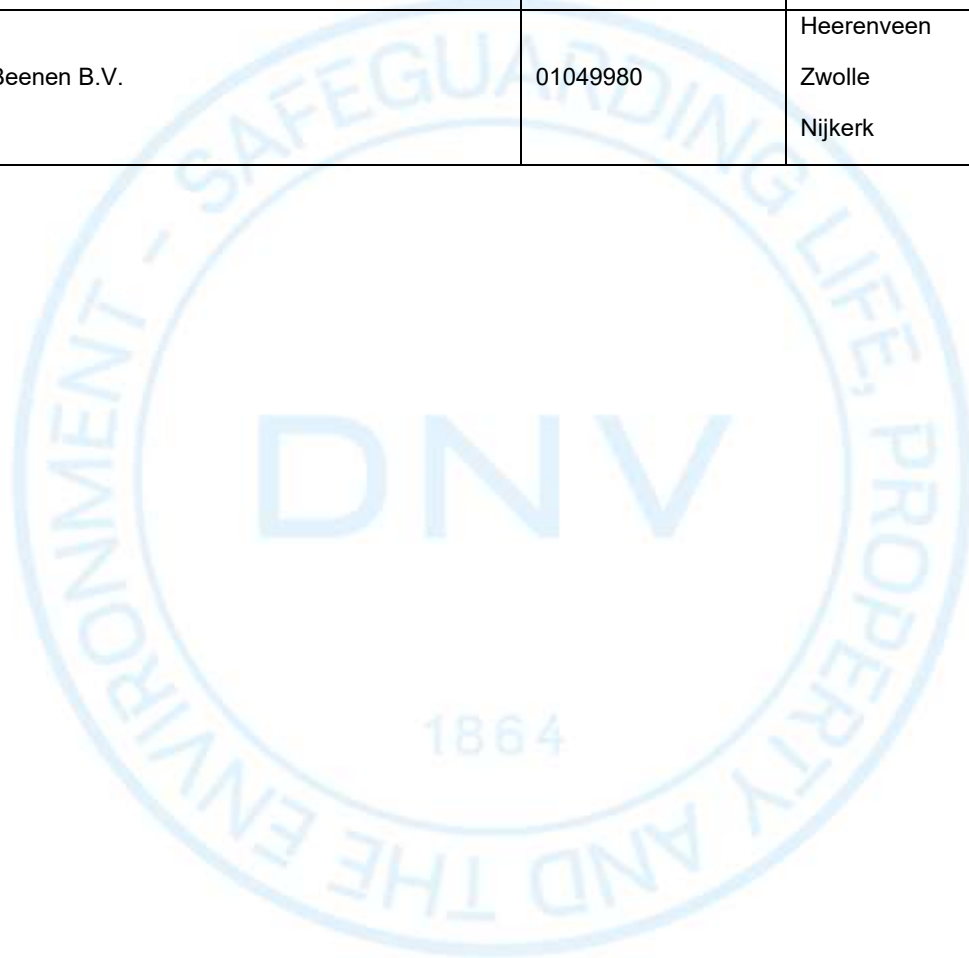 Beenen B.V.
01049980
Heerenveen
Zwolle
Nijkerk
SAFEGUARDING LIFE, PROPERTY AND THE ENVIRONMENT -
DNV
1864